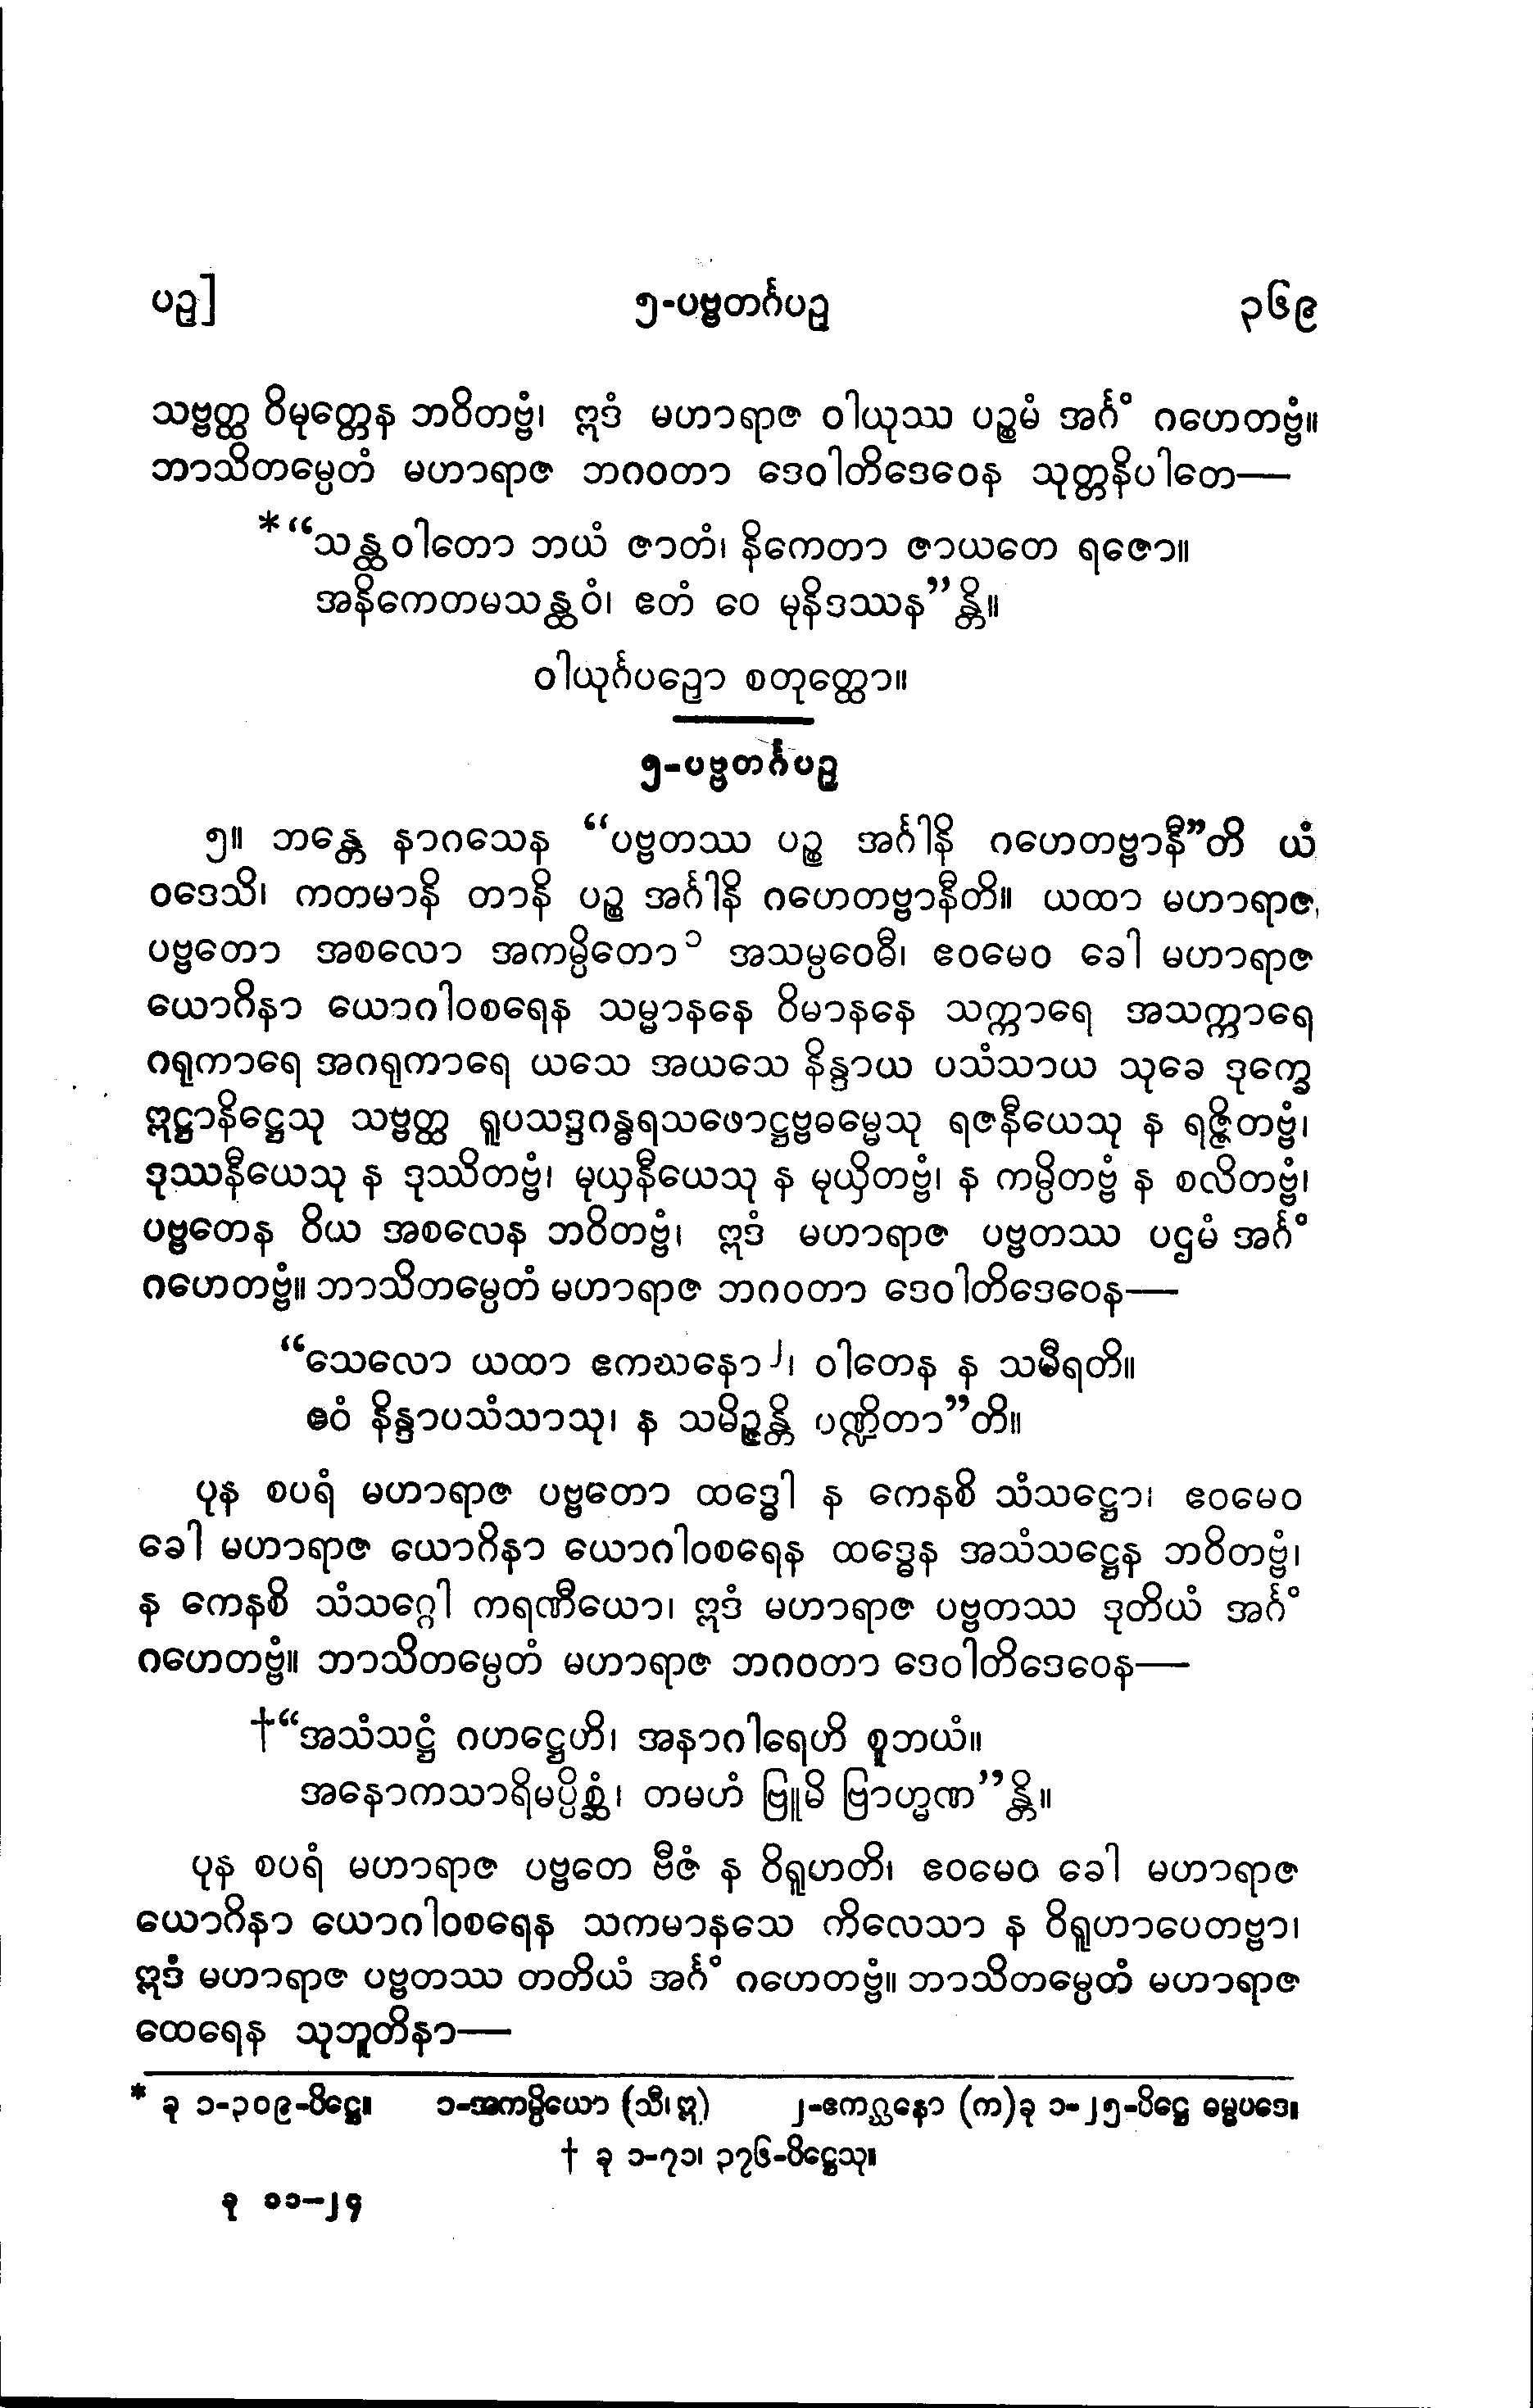 ပဥှ]
၅-ပဗ္ဗတင်္ဂပဥှ
၃၆၉
သဗ္ဗတ္ထ ဝိမုတ္တေန ဘဝိတဗ္ဗံ၊ ဣဒံ မဟာရာဇ ဝါယုဿ ပဉ္စမံ အင်္ဂံ ဂဟေတဗ္ဗံ။
ဘာသိတမ္ပေတံ မဟာရာဇ ဘဂဝတာ ဒေဝါတိဒေဝေန သုတ္တနိပါတေ—
*“သန္ထဝါတော ဘယံ ဇာတံ၊ နိကေတာ ဇာယတေ ရဇော။
အနိကေတမသန္ထဝံ၊ ဧတံ ဝေ မုနိဒဿန”န္တိ။
ဝါယုင်္ဂပဉှော စတုတ္ထော။
၅-ပဗ္ဗတင်္ဂပဥှ
၅။ ဘန္တေ နာဂသေန “ပဗ္ဗတဿ ပဉ္စ အင်္ဂါနိ ဂဟေတဗ္ဗာနီ”တိ ယံ
ဝဒေသိ၊ ကတမာနိ တာနိ ပဉ္စ အင်္ဂါနိ ဂဟေတဗ္ဗာနီတိ။ ယထာ မဟာရာဇ,
ပဗ္ဗတော အစလော အကမ္ပိတော၁ အသမ္ပဝေဓီ၊ ဧဝမေဝ ခေါ မဟာရာဇ
ယောဂိနာ ယောဂါဝစရေန သမ္မာနနေ ဝိမာနနေ သက္ကာရေ အသက္ကာရေ
ဂရုကာရေ အဂရုကာရေ ယသေ အယသေ နိန္ဒာယ ပသံသာယ သုခေ ဒုက္ခေ
ဣဋ္ဌာနိဋ္ဌေသု သဗ္ဗတ္ထ ရူပသဒ္ဒဂန္ဓရသဖောဋ္ဌဗ္ဗဓမ္မေသု ရဇနီယေသု န ရဇ္ဇိတဗ္ဗံ၊
ဒုဿနီယေသု န ဒုဿိတဗ္ဗံ၊ မုယှနီယေသု န မုယှိတဗ္ဗံ၊ န ကမ္ပိတဗ္ဗံ န စလိတဗ္ဗံ၊
ပဗ္ဗတေန ဝိယ အစလေန ဘဝိတဗ္ဗံ၊ ဣဒံ မဟာရာဇ ပဗ္ဗတဿ ပဌမံ အင်္ဂံ
ဂဟေတဗ္ဗံ။ ဘာသိတမ္ပေတံ မဟာရာဇ ဘဂဝတာ ဒေဝါတိဒေဝေန—
“သေလော ယထာ ဧကဃနော၂၊ ဝါတေန န သမီရတိ။
ဧဝံ နိန္ဒာပသံသာသု၊ န သမိဉ္ဇန္တိ ပဏ္ဍိတာ”တိ။
ပုန စပရံ မဟာရာဇ ပဗ္ဗတော ထဒ္ဓေါ န ကေနစိ သံသဋ္ဌော၊ ဧဝမေဝ
ခေါ မဟာရာဇ ယောဂိနာ ယောဂါဝစရေန ထဒ္ဓေန အသံသဋ္ဌေန ဘဝိတဗ္ဗံ၊
န ကေနစိ သံသဂ္ဂေါ ကရဏီယော၊ ဣဒံ မဟာရာဇ ပဗ္ဗတဿ ဒုတိယံ အင်္ဂံ
ဂဟေတဗ္ဗံ။ ဘာသိတမ္ပေတံ မဟာရာဇ ဘဂဝတာ ဒေဝါတိဒေဝေန—
†“အသံသဋ္ဌံ ဂဟဋ္ဌေဟိ၊ အနာဂါရေဟိ စူဘယံ။
အနောကသာရိမပ္ပိစ္ဆံ၊ တမဟံ ဗြူမိ ဗြာဟ္မဏ”န္တိ။
ပုန စပရံ မဟာရာဇ ပဗ္ဗတေ ဗီဇံ န ဝိရူဟတိ၊ ဧဝမေဝ ခေါ မဟာရာဇ
ယောဂိနာ ယောဂါဝစရေန သကမာနသေ ကိလေသာ န ဝိရူဟာပေတဗ္ဗာ၊
ဣဒံ မဟာရာဇ ပဗ္ဗတဿ တတိယံ အင်္ဂံ ဂဟေတဗ္ဗံ။ ဘာသိတမ္ပေတံ မဟာရာဇ
ထေရေန သုဘူတိနာ—
* ခု ၁-၃၀၉-ပိဋ္ဌေ။ ၁-အကမ္ပိယော (သီ၊ ဣ) ၂-ဧကဂ္ဃနော (က) ခု ၁-၂၅-ပိဋ္ဌေ ဓမ္မပဒေ။
† ခု ၁-၇၁၊ ၃၇၆-ပိဋ္ဌေသု။
ခု ၁၁-၂၄